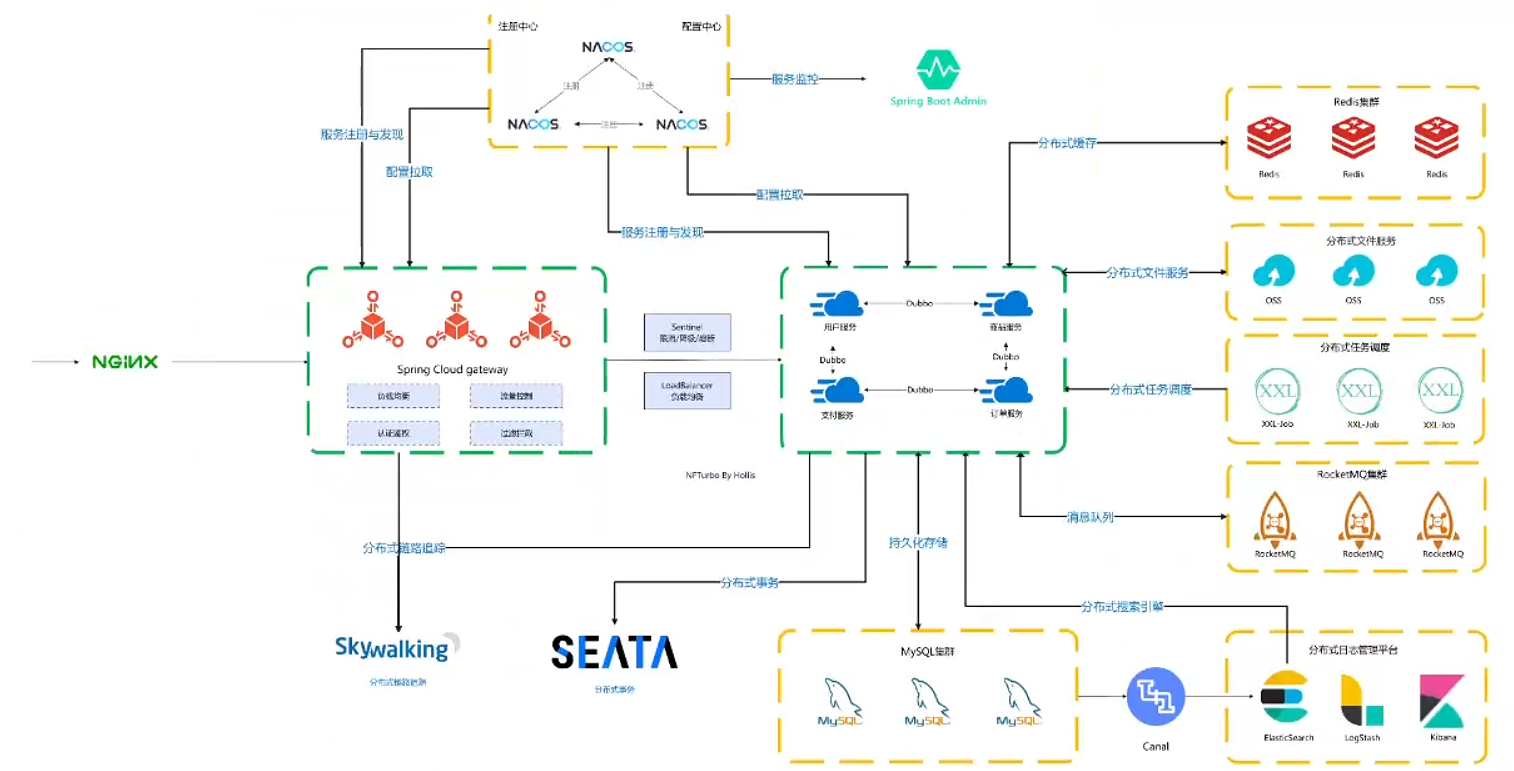 注册中心
配置中心
NACOS.
注册
注册
NACOS.
注册
NACOS.
服务监控
Spring Boot Admin
服务注册与发现
配置拉取
配置拉取
服务注册与发现
分布式缓存
Redis集群
Redis
Redis
Redis
分布式文件服务
分布式文件服务
OSS
OSS
OSS
NGINX
Spring Cloud gateway
负载均衡
流量控制
认证鉴权
过滤拦截
Sentinel
限流/降级/熔断
LoadBalancer
负载均衡
用户服务
Dubbo
商品服务
Dubbo
Dubbo
支付服务
Dubbo
订单服务
分布式任务调度
分布式任务调度
XXL
XXL
XXL
XXL-Job
XXL-Job
XXL-Job
NFTurbo By Hollis
RocketMQ集群
消息队列
RocketMQ
RocketMQ
RocketMQ
分布式链路追踪
持久化存储
分布式事务
分布式搜索引擎
Skywalking
分布式链路追踪
SEATA
分布式事务
MySQL集群
MySQL.
MySQL.
MySQL.
Canal
分布式日志管理平台
ElasticSearch
LogStash
Kibana